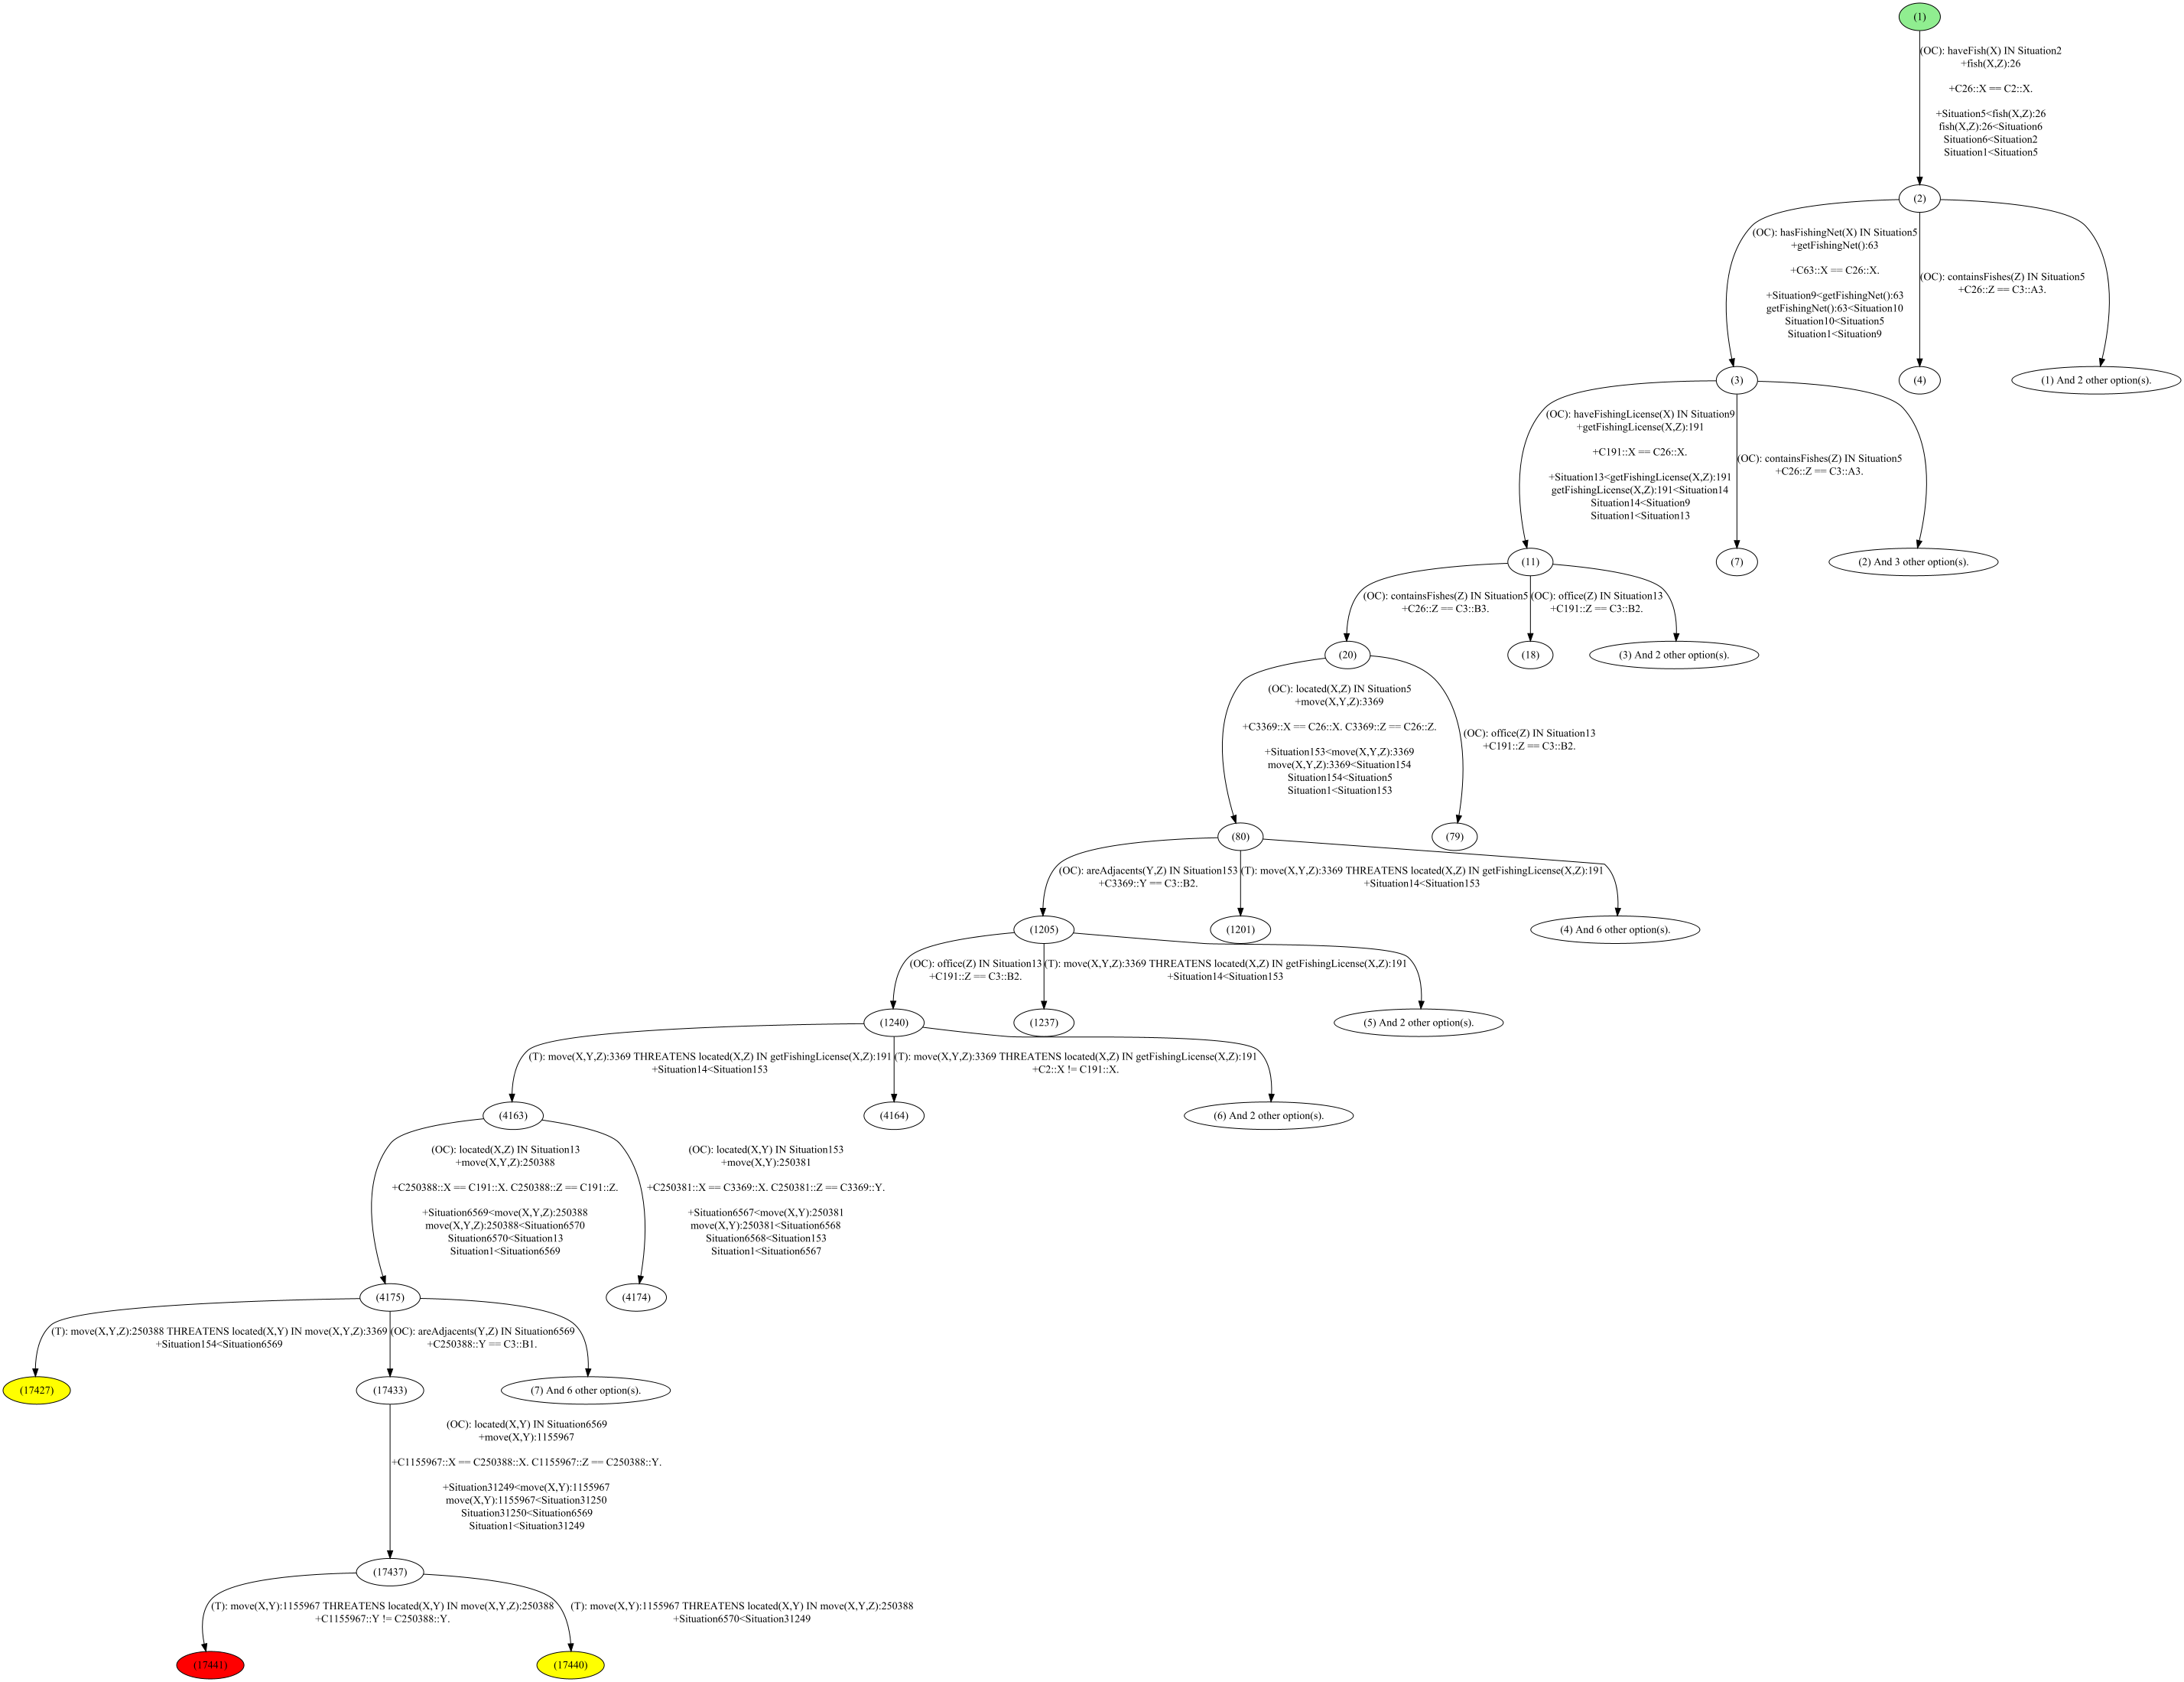 (1)
(OC): haveFish(X) IN Situation2
+fish(X,Z):26
+C26::X == C2::X.
+Situation5<fish(X,Z):26
fish(X,Z):26<Situation6
Situation6<Situation2
Situation1<Situation5
(2)
(OC): hasFishingNet(X) IN Situation5
+getFishingNet():63
+C63::X == C26::X.
+Situation9<getFishingNet():63
getFishingNet():63<Situation10
Situation10<Situation5
Situation1<Situation9
(OC): containsFishes(Z) IN Situation5
+C26::Z == C3::A3.
(3)
(4)
(1) And 2 other option(s).
(OC): haveFishingLicense(X) IN Situation9
+getFishingLicense(X,Z):191
+C191::X == C26::X.
+Situation13<getFishingLicense(X,Z):191
getFishingLicense(X,Z):191<Situation14
Situation14<Situation9
Situation1<Situation13
(OC): containsFishes(Z) IN Situation5
+C26::Z == C3::A3.
(11)
(7)
(2) And 3 other option(s).
(OC): containsFishes(Z) IN Situation5
+C26::Z == C3::B3.
(OC): office(Z) IN Situation13
+C191::Z == C3::B2.
(20)
(18)
(3) And 2 other option(s).
(OC): located(X,Z) IN Situation5
+move(X,Y,Z):3369
+C3369::X == C26::X. C3369::Z == C26::Z.
+Situation153<move(X,Y,Z):3369
move(X,Y,Z):3369<Situation154
Situation154<Situation5
Situation1<Situation153
(OC): office(Z) IN Situation13
+C191::Z == C3::B2.
(80)
(79)
(OC): areAdjacents(Y,Z) IN Situation153
+C3369::Y == C3::B2.
(T): move(X,Y,Z):3369 THREATENS located(X,Z) IN getFishingLicense(X,Z):191
+Situation14<Situation153
(1205)
(1201)
(4) And 6 other option(s).
(OC): office(Z) IN Situation13
+C191::Z == C3::B2.
(T): move(X,Y,Z):3369 THREATENS located(X,Z) IN getFishingLicense(X,Z):191
+Situation14<Situation153
(1240)
(1237)
(5) And 2 other option(s).
(T): move(X,Y,Z):3369 THREATENS located(X,Z) IN getFishingLicense(X,Z):191
+Situation14<Situation153
(T): move(X,Y,Z):3369 THREATENS located(X,Z) IN getFishingLicense(X,Z):191
+C2::X != C191::X.
(4163)
(4164)
(6) And 2 other option(s).
(OC): located(X,Z) IN Situation13
+move(X,Y,Z):250388
+C250388::X == C191::X. C250388::Z == C191::Z.
+Situation6569<move(X,Y,Z):250388
move(X,Y,Z):250388<Situation6570
Situation6570<Situation13
Situation1<Situation6569
(OC): located(X,Y) IN Situation153
+move(X,Y):250381
+C250381::X == C3369::X. C250381::Z == C3369::Y.
+Situation6567<move(X,Y):250381
move(X,Y):250381<Situation6568
Situation6568<Situation153
Situation1<Situation6567
(4175)
(4174)
(T): move(X,Y,Z):250388 THREATENS located(X,Y) IN move(X,Y,Z):3369
+Situation154<Situation6569
(OC): areAdjacents(Y,Z) IN Situation6569
+C250388::Y == C3::B1.
(17427)
(17433)
(7) And 6 other option(s).
(OC): located(X,Y) IN Situation6569
+move(X,Y):1155967
+C1155967::X == C250388::X. C1155967::Z == C250388::Y.
+Situation31249<move(X,Y):1155967
move(X,Y):1155967<Situation31250
Situation31250<Situation6569
Situation1<Situation31249
(17437)
(T): move(X,Y):1155967 THREATENS located(X,Y) IN move(X,Y,Z):250388
+C1155967::Y != C250388::Y.
(T): move(X,Y):1155967 THREATENS located(X,Y) IN move(X,Y,Z):250388
+Situation6570<Situation31249
(17441)
(17440)